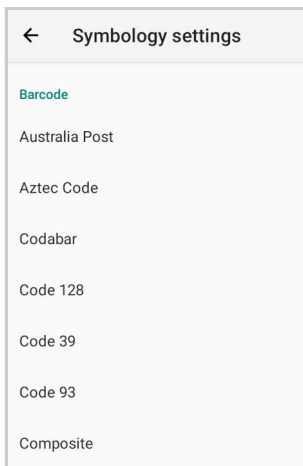 Symbology settings
Barcode
Australia Post
Aztec Code
Codabar
Code 128
Code 39
Code 93
Composite